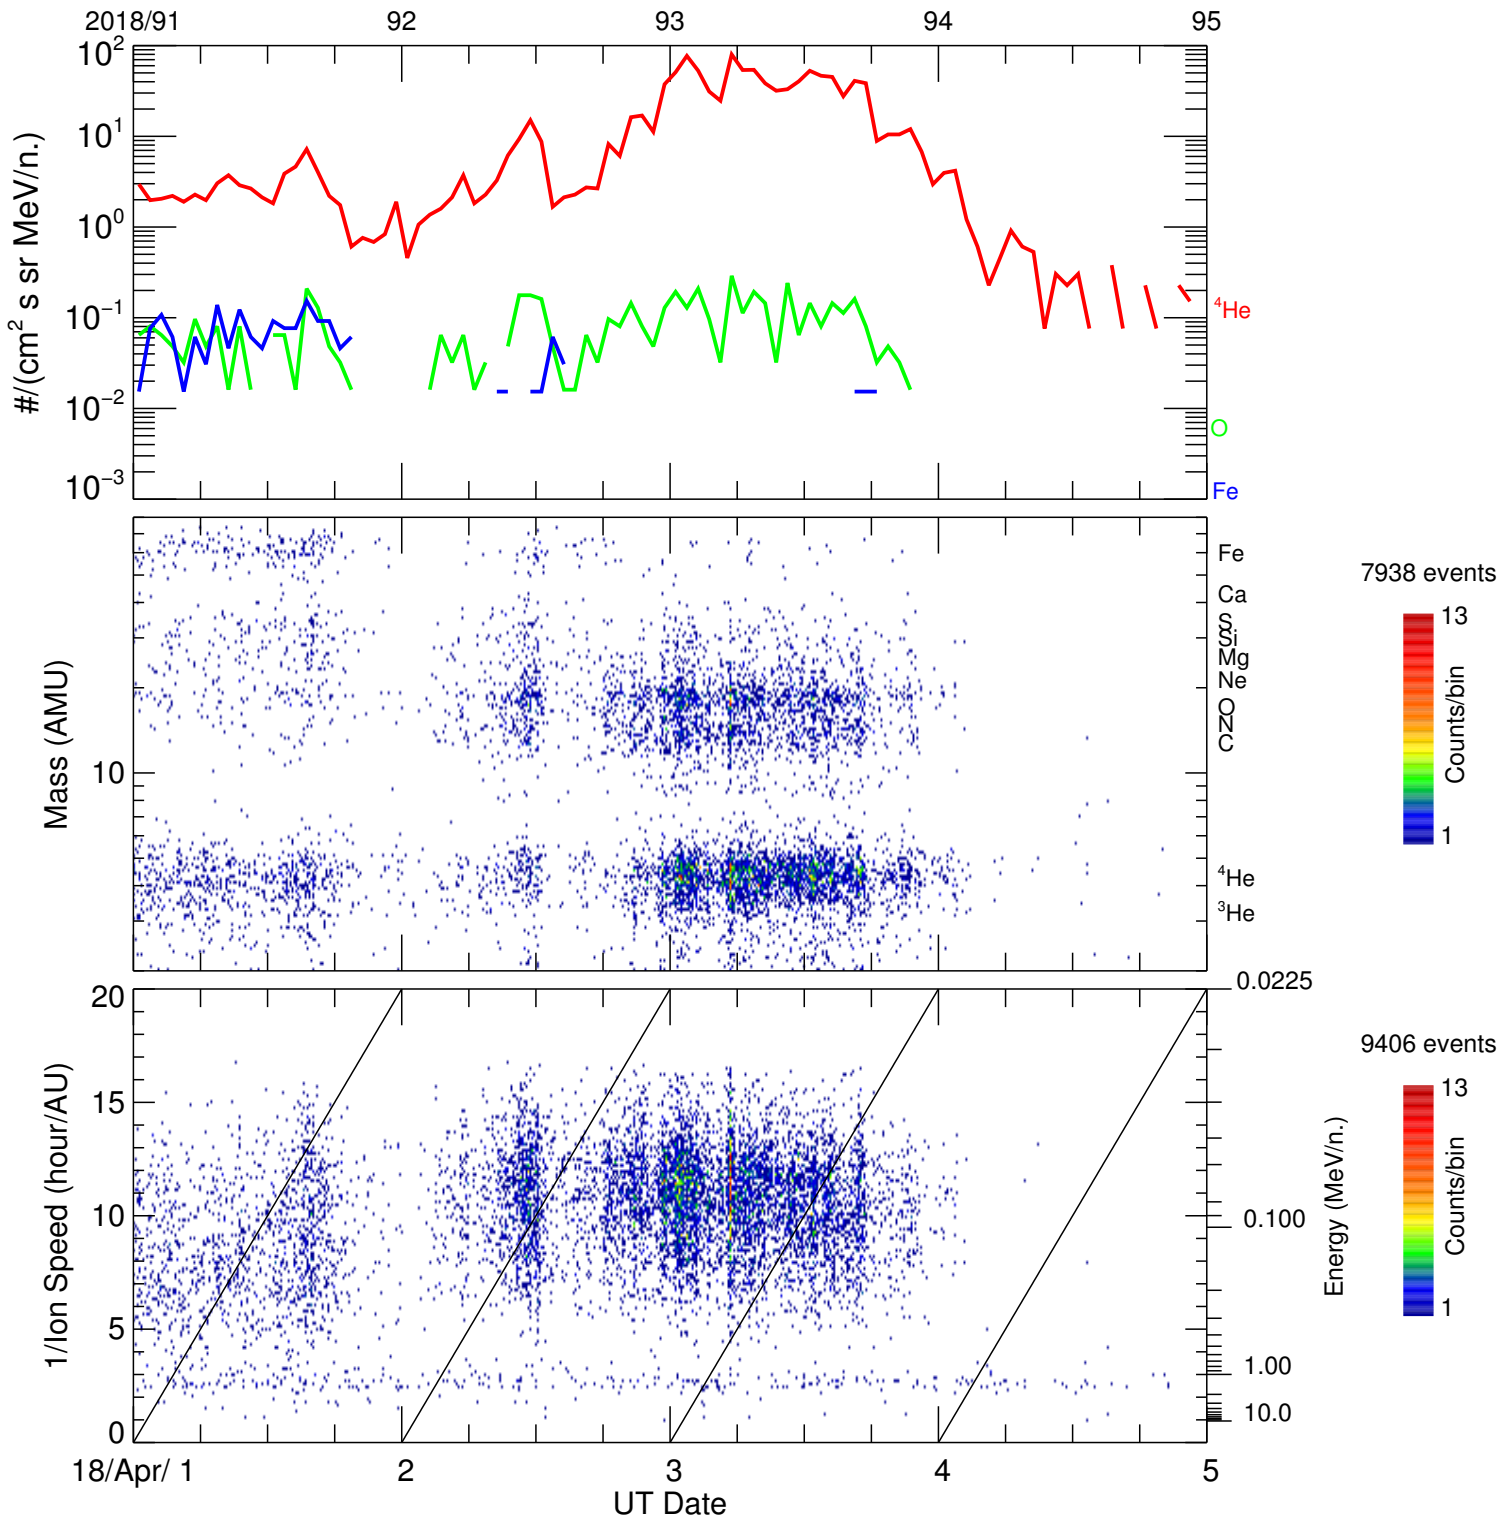 2018/91 92 93 94 95
10² 10¹ 10⁰ 10⁻¹ 10⁻² 10⁻³
#/(cm² s sr MeV/n.)
⁴He
O
Fe
Mass (AMU)
10
Fe
Ca
S
Si
Mg
Ne
O
N
C
⁴He
³He
7938 events
13
Counts/bin
1
1/Ion Speed (hour/AU)
20
15
10
5
0
0.0225
0.100
1.00
10.0
Energy (MeV/n.)
9406 events
13
Counts/bin
1
18/Apr/ 1 2 3 4 5
UT Date